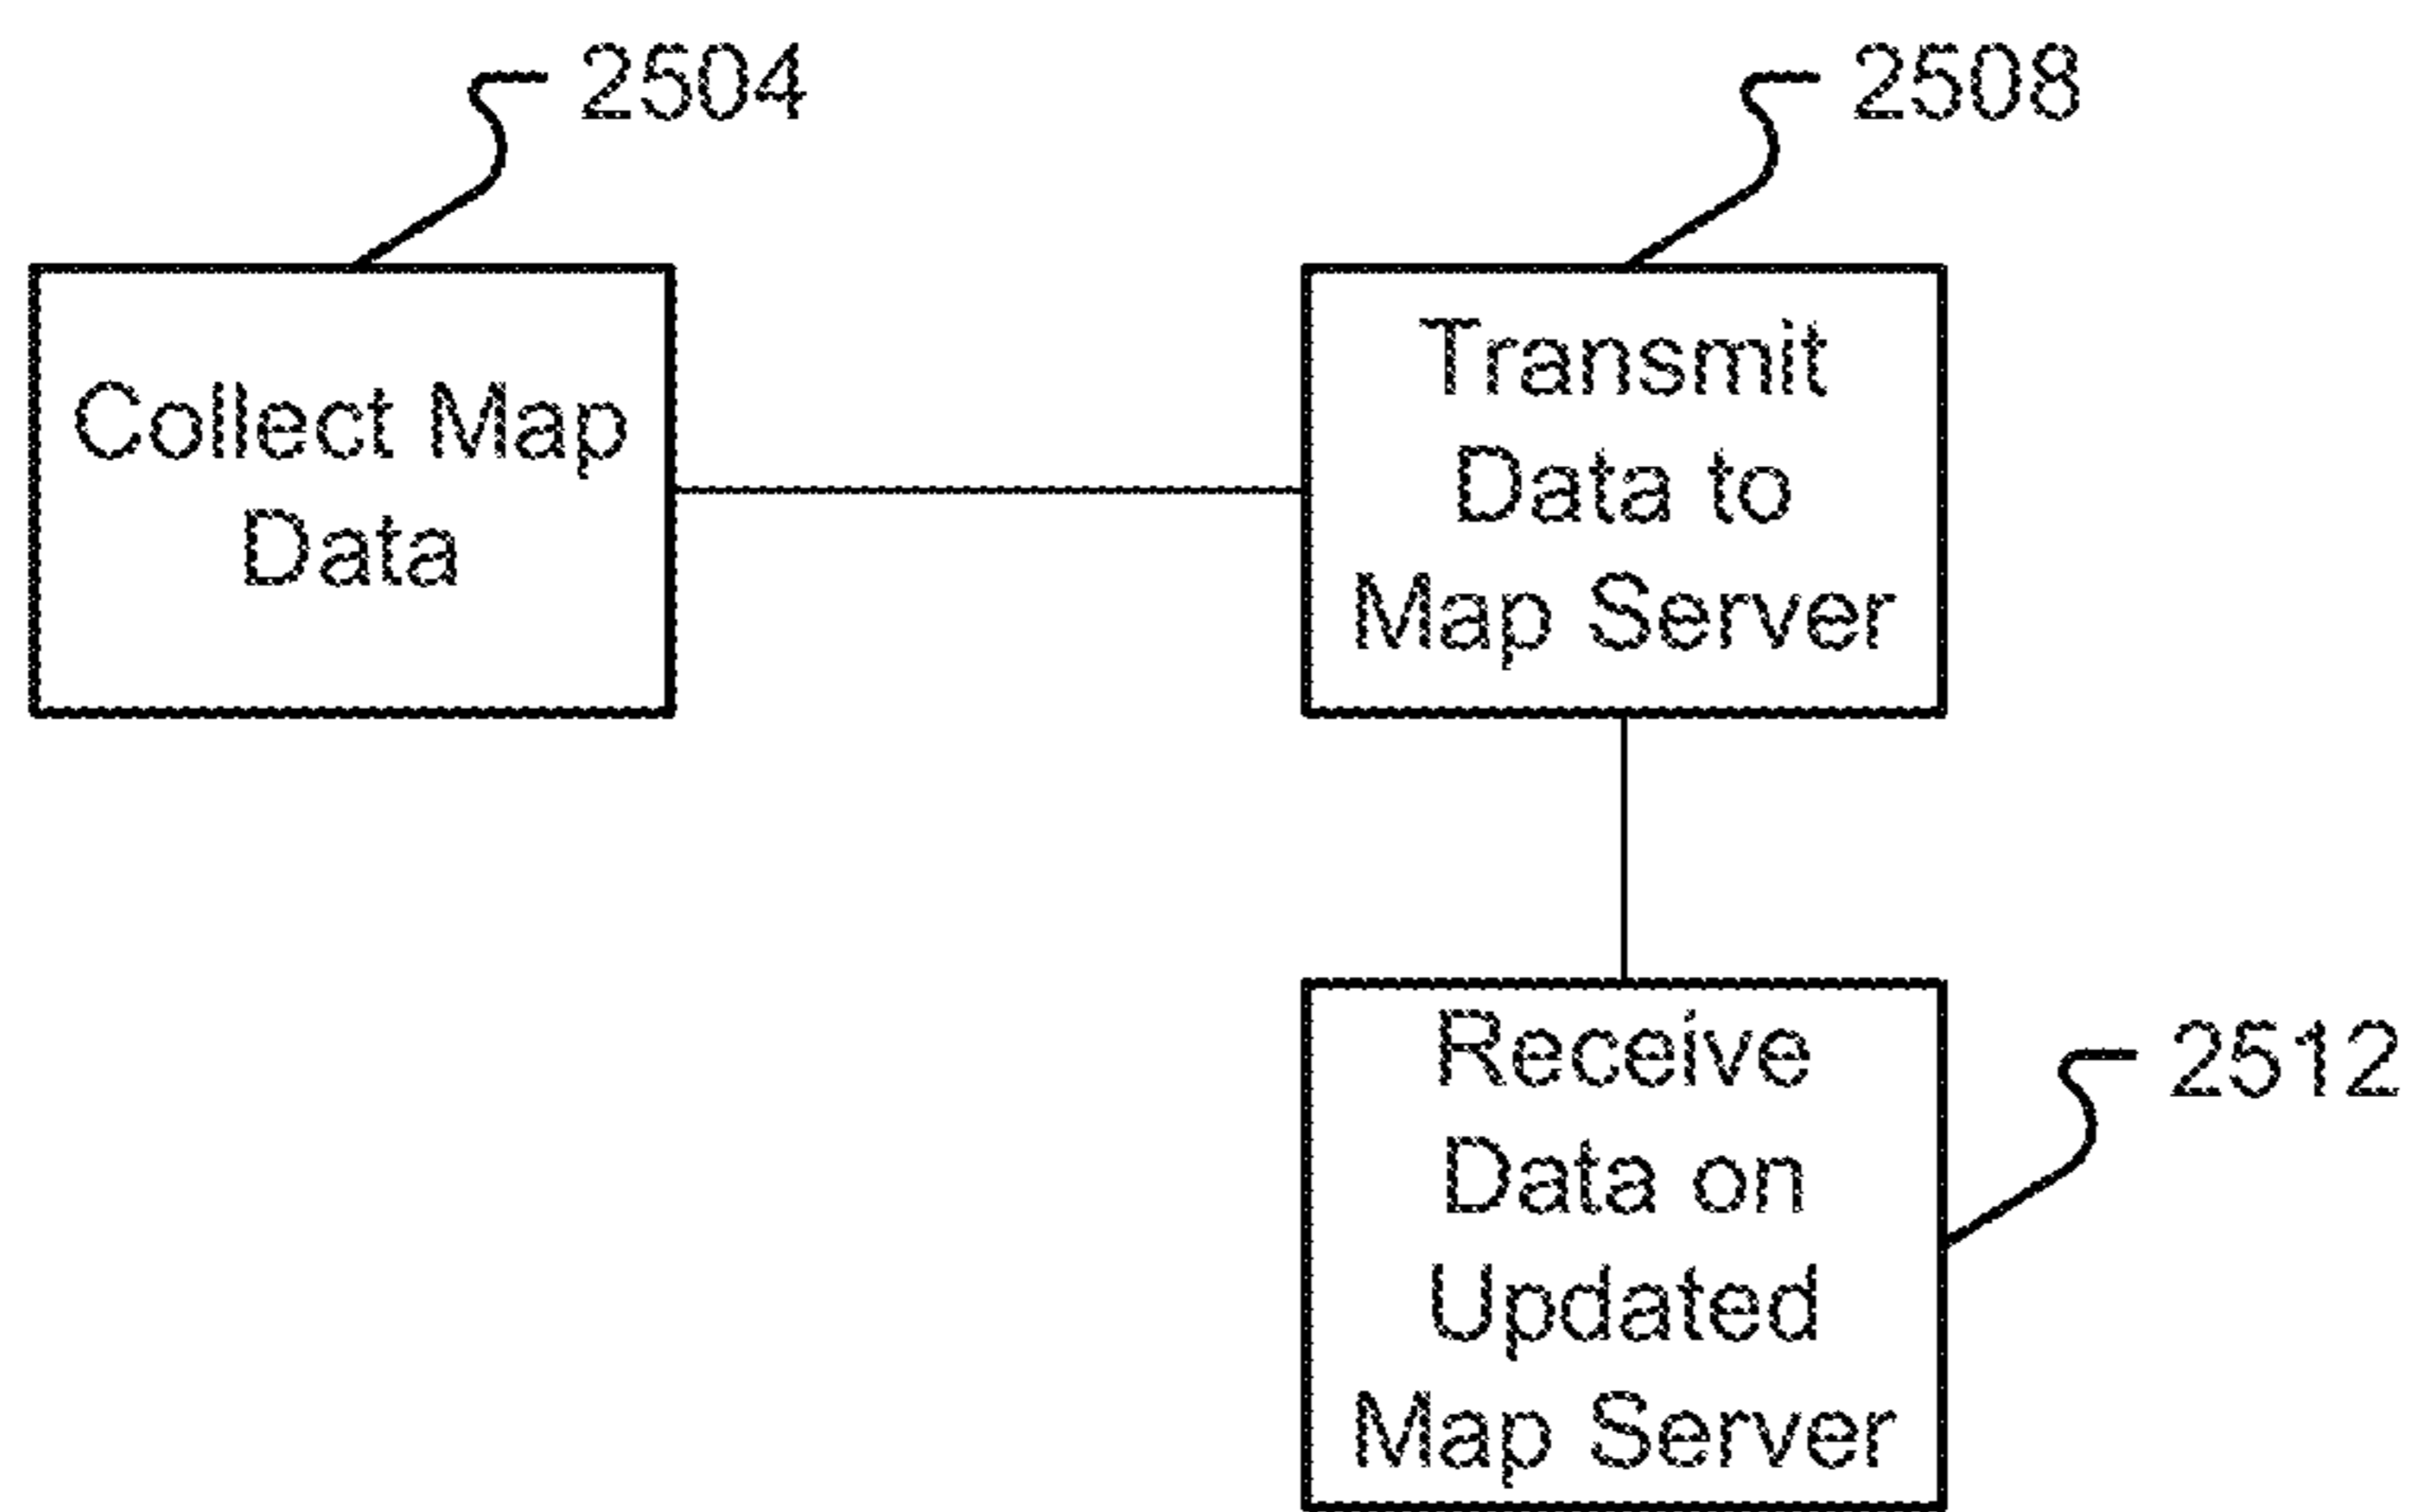 2504
2508
Collect Map
Data
Transmit
Data to
Map Server
Receive
Data on
Updated
Map Server
2512